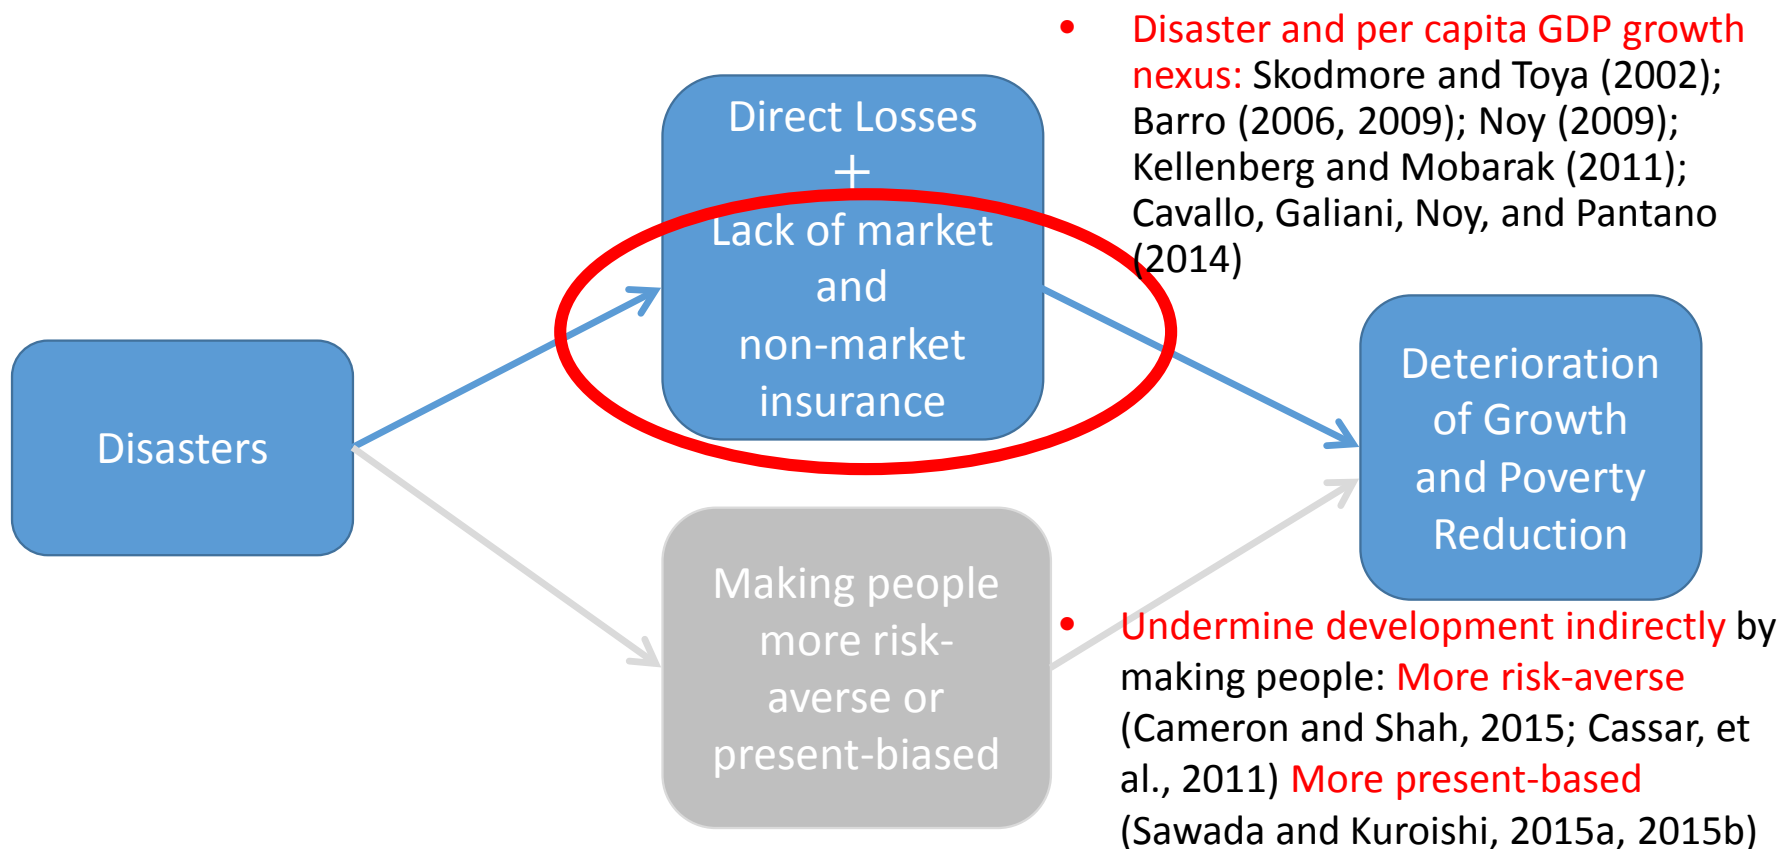 Disasters
Direct Losses
+
Lack of market
and
non-market
insurance
Making people
more risk-
averse or
present-biased
• Disaster and per capita GDP growth
nexus: Skodmore and Toya (2002);
Barro (2006, 2009); Noy (2009);
Kellenberg and Mobarak (2011);
Cavallo, Galiani, Noy, and Pantano
(2014)
Deterioration
of Growth
and Poverty
Reduction
• Undermine development indirectly by
making people: More risk-averse
(Cameron and Shah, 2015; Cassar, et
al., 2011) More present-based
(Sawada and Kuroishi, 2015a, 2015b)